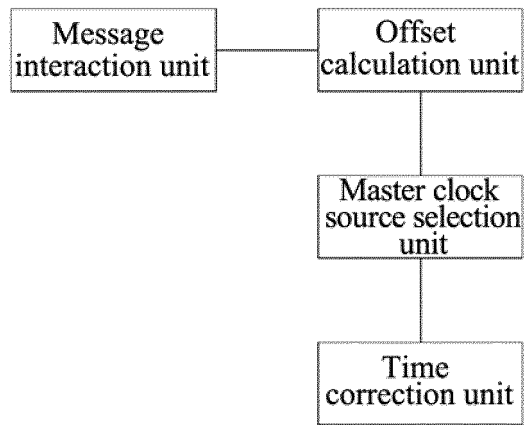 Message
interaction unit
Offset
calculation unit
Master clock
source selection
unit
Time
correction unit